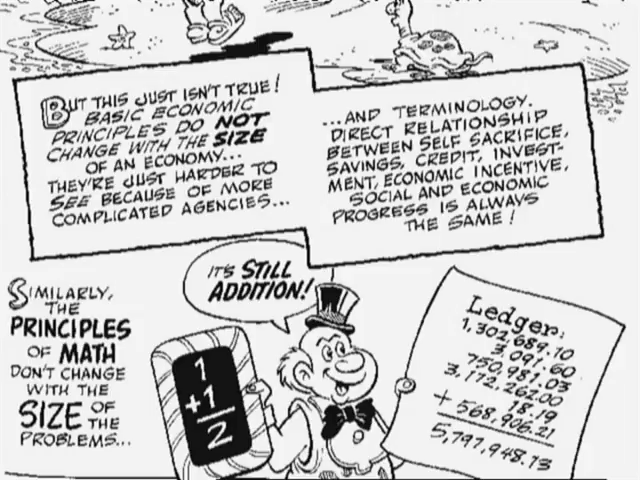 BUT THIS JUST ISN'T TRUE!
BASIC ECONOMIC
PRINCIPLES DO NOT
CHANGE WITH THE SIZE
OF AN ECONOMY...
THEY'RE JUST HARDER TO
SEE BECAUSE OF MORE
COMPLICATED AGENCIES...
...AND TERMINOLOGY.
DIRECT RELATIONSHIP
BETWEEN SELF SACRIFICE,
SAVINGS, CREDIT, INVEST-
MENT, ECONOMIC INCENTIVE,
SOCIAL AND ECONOMIC
PROGRESS IS ALWAYS
THE SAME!
SIMILARLY,
THE
PRINCIPLES
OF MATH
DON'T CHANGE
WITH THE
SIZE OF
THE
PROBLEMS...
IT'S STILL
ADDITION!
1
+1
2
Ledger:
1,302,689.10
3,091.60
750,981.03
3,172,262.00
18.19
+ 568,906.21
5,797,948.13